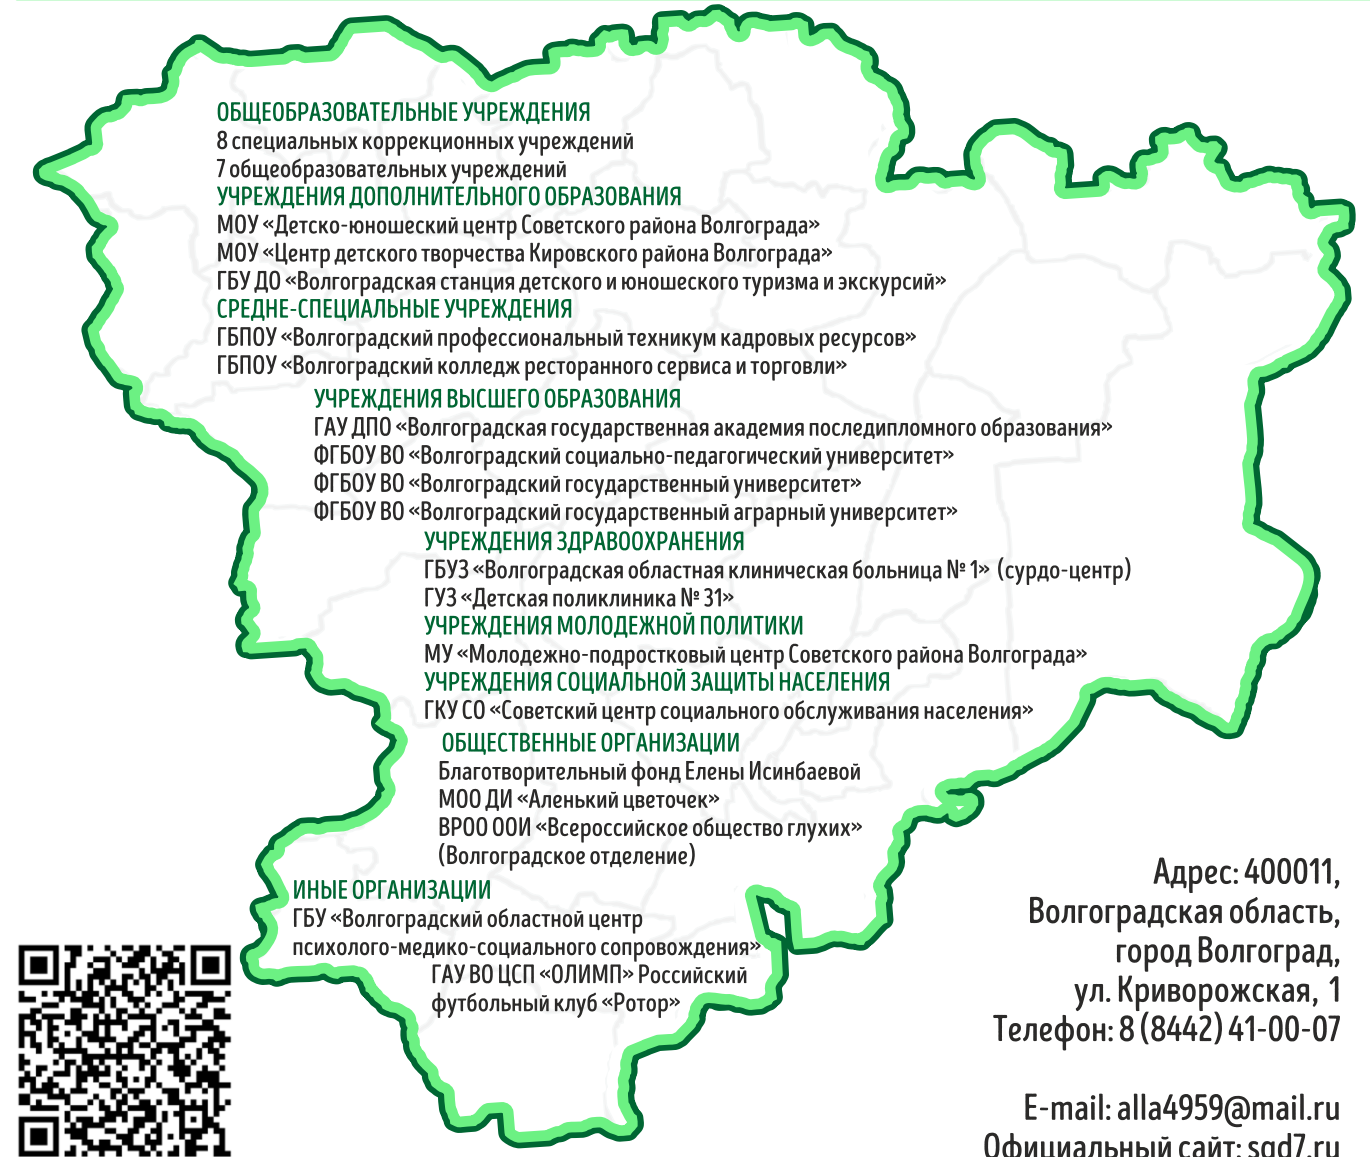 ОБЩЕОБРАЗОВАТЕЛЬНЫЕ УЧРЕЖДЕНИЯ
8 специальных коррекционных учреждений
7 общеобразовательных учреждений
УЧРЕЖДЕНИЯ ДОПОЛНИТЕЛЬНОГО ОБРАЗОВАНИЯ
МОУ «Детско-юношеский центр Советского района Волгограда»
МОУ «Центр детского творчества Кировского района Волгограда»
ГБУ ДО «Волгоградская станция детского и юношеского туризма и экскурсий»
СРЕДНЕ-СПЕЦИАЛЬНЫЕ УЧРЕЖДЕНИЯ
ГБПОУ «Волгоградский профессиональный техникум кадровых ресурсов»
ГБПОУ «Волгоградский колледж ресторанного сервиса и торговли»
УЧРЕЖДЕНИЯ ВЫСШЕГО ОБРАЗОВАНИЯ
ГАУ ДПО «Волгоградская государственная академия последипломного образования»
ФГБОУ ВО «Волгоградский социально-педагогический университет»
ФГБОУ ВО «Волгоградский государственный университет»
ФГБОУ ВО «Волгоградский государственный аграрный университет»
УЧРЕЖДЕНИЯ ЗДРАВООХРАНЕНИЯ
ГБУЗ «Волгоградская областная клиническая больница № 1» (сурдо-центр)
ГУЗ «Детская поликлиника № 31»
УЧРЕЖДЕНИЯ МОЛОДЕЖНОЙ ПОЛИТИКИ
МУ «Молодежно-подростковый центр Советского района Волгограда»
УЧРЕЖДЕНИЯ СОЦИАЛЬНОЙ ЗАЩИТЫ НАСЕЛЕНИЯ
ГКУ СО «Советский центр социального обслуживания населения»
ОБЩЕСТВЕННЫЕ ОРГАНИЗАЦИИ
Благотворительный фонд Елены Исинбаевой
МОО ДИ «Аленький цветочек»
ВРОО ООИ «Всероссийское общество глухих»
(Волгоградское отделение)
ИНЫЕ ОРГАНИЗАЦИИ
ГБУ «Волгоградский областной центр
психолого-медико-социального сопровождения»
ГАУ ВО ЦСП «ОЛИМП» Российский
футбольный клуб «Ротор»
Адрес: 400011,
Волгоградская область,
город Волгоград,
ул. Криворожская, 1
Телефон: 8 (8442) 41-00-07
E-mail: alla4959@mail.ru
Официальный сайт: sgd7.ru